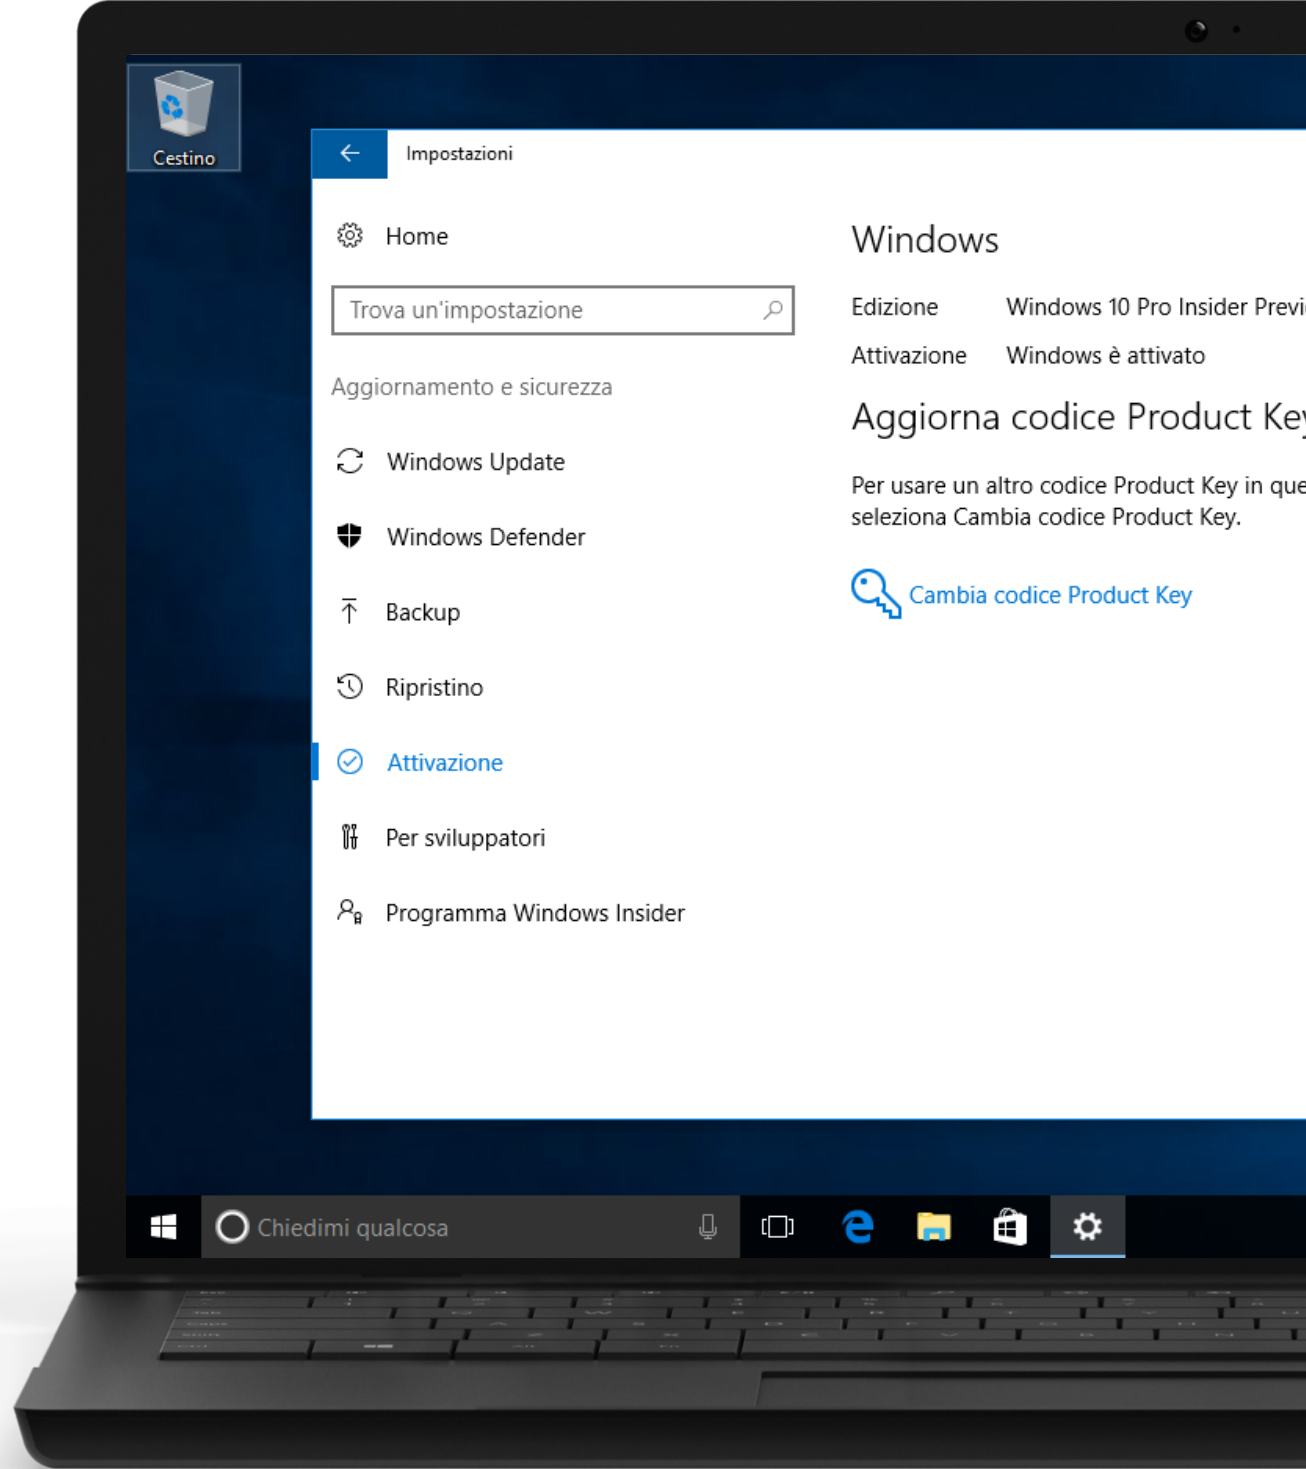 Cestino
Impostazioni
Home
Trova un'impostazione
Aggiornamento e sicurezza
Windows Update
Windows Defender
Backup
Ripristino
Attivazione
Per sviluppatori
Programma Windows Insider
Windows
Edizione Windows 10 Pro Insider
Attivazione Windows è attivato
Aggiorna codice Product Key
Per usare un altro codice Product Key in
seleziona Cambia codice Product Key.
Cambia codice Product Key
Chiedimi qualcosa